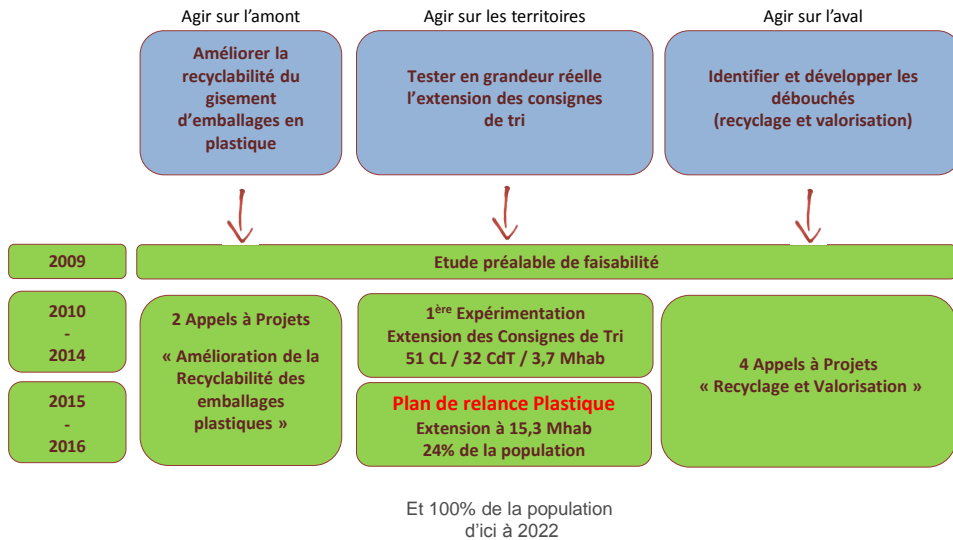 Agir sur l'amont
Agir sur les territoires
Agir sur l'aval
Améliorer la
recyclabilité du
gisement
d'emballages en
plastique
Tester en grandeur réelle
l'extension des consignes
de tri
Identifier et développer les
débouchés
(recyclage et valorisation)
2009
Etude préalable de faisabilité
2010
-
2014
2 Appels à Projets
« Amélioration de la
Recyclabilité des
emballages
plastiques »
1ère Expérimentation
Extension des Consignes de Tri
51 CL / 32 CdT / 3,7 Mhab
4 Appels à Projets
« Recyclage et Valorisation »
2015
-
2016
Plan de relance Plastique
Extension à 15,3 Mhab
24% de la population
Et 100% de la population
d'ici à 2022